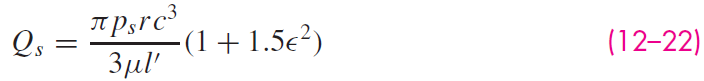 Q_s = \frac{\pi p_s r c^3}{3 \mu l'} (1 + 1.5\epsilon^2) (12–22)